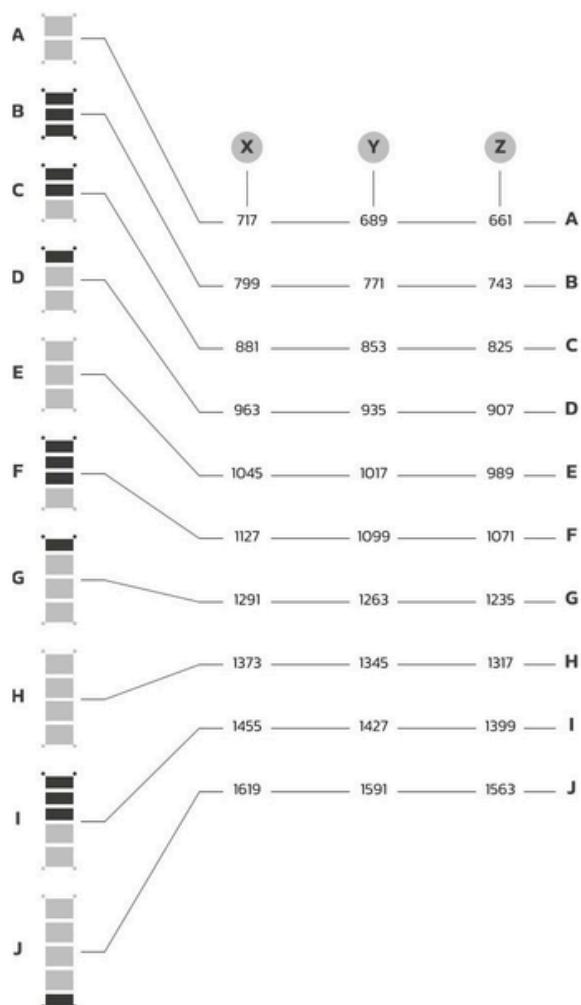 A
B
C
D
E
F
G
H
I
J
X Y Z
717 689 661 A
799 771 743 B
881 853 825 C
963 935 907 D
1045 1017 989 E
1127 1099 1071 F
1291 1263 1235 G
1373 1345 1317 H
1455 1427 1399 I
1619 1591 1563 J